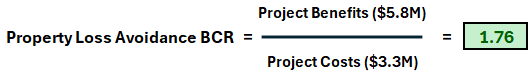 Project Benefits ($5.8M)
Property Loss Avoidance BCR = = 1.76
Project Costs ($3.3M)